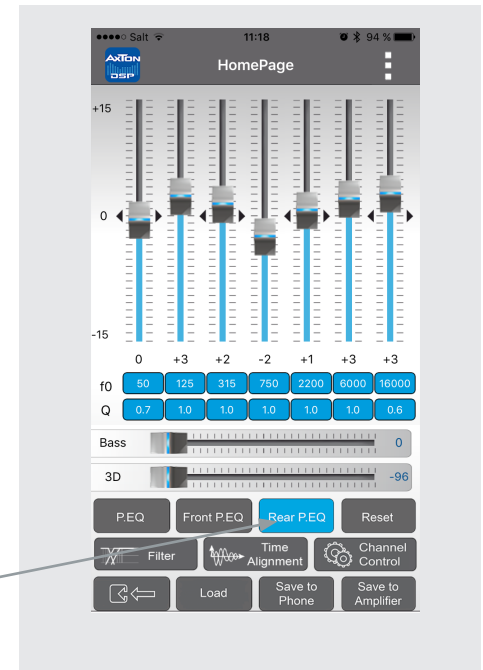 Salt 11:18 94 %
AXTON
DSP
HomePage
+15
0
-15
0 +3 +2 -2 +1 +3 +3
f0 50 125 315 750 2200 6000 16000
Q 0.7 1.0 1.0 1.0 1.0 1.0 0.6
Bass 0
3D -96
P.EQ Front P.EQ Rear P.EQ Reset
Filter Time Alignment Channel Control
Load Save to Phone Save to Amplifier